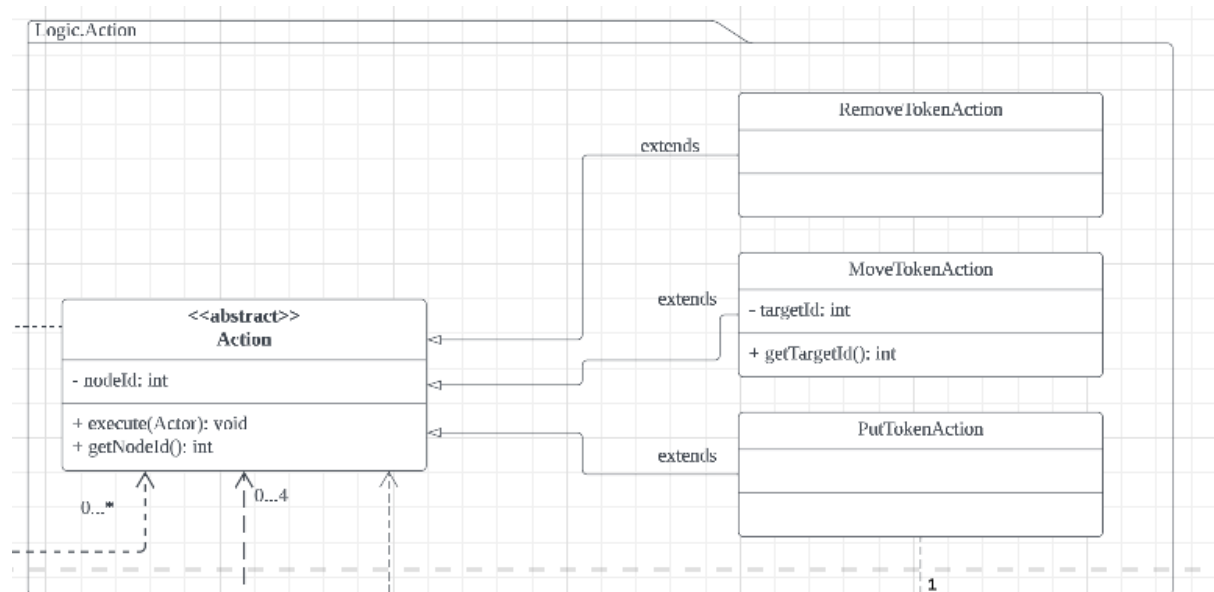 Logic.Action
RemoveTokenAction
extends
MoveTokenAction
extends
- targetId: int
+ getTargetId(): int
<<abstract>>
Action
- nodeId: int
+ execute(Actor): void
+ getNodeId(): int
PutTokenAction
extends
0...*
0...4
1